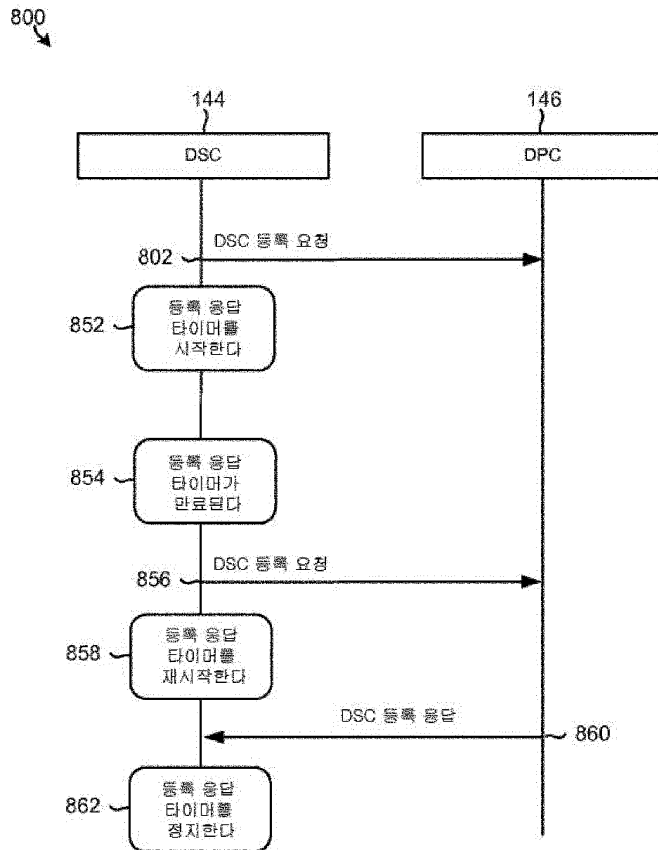 800
144
146
DSC
DPC
DSC 등록 요청
802
등록 응답
타이머를
시작한다
852
등록 응답
타이머가
만료된다
854
DSC 등록 요청
856
등록 응답
타이머를
재시작한다
858
DSC 등록 응답
860
등록 응답
타이머를
정지한다
862